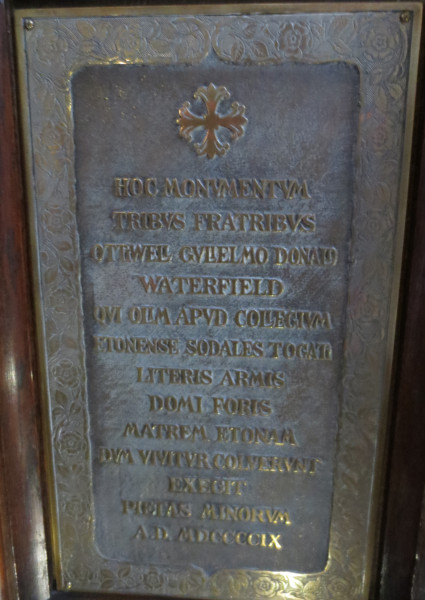 HOC MONVMENTVM
TRIBVS FRATRIBVS
OTTWELL GVLIELMO DONALD
WATERFIELD
QVI OLIM APVD COLLEGIVM
ETONENSE SODALES TOGATI
LITERIS ARMIS
DOMI FORIS
MATREM ETONAM
DVM VIVITVR COLVERVNT
EXEGIT
PIETAS MINORVM
A.D. MDCCCCIX